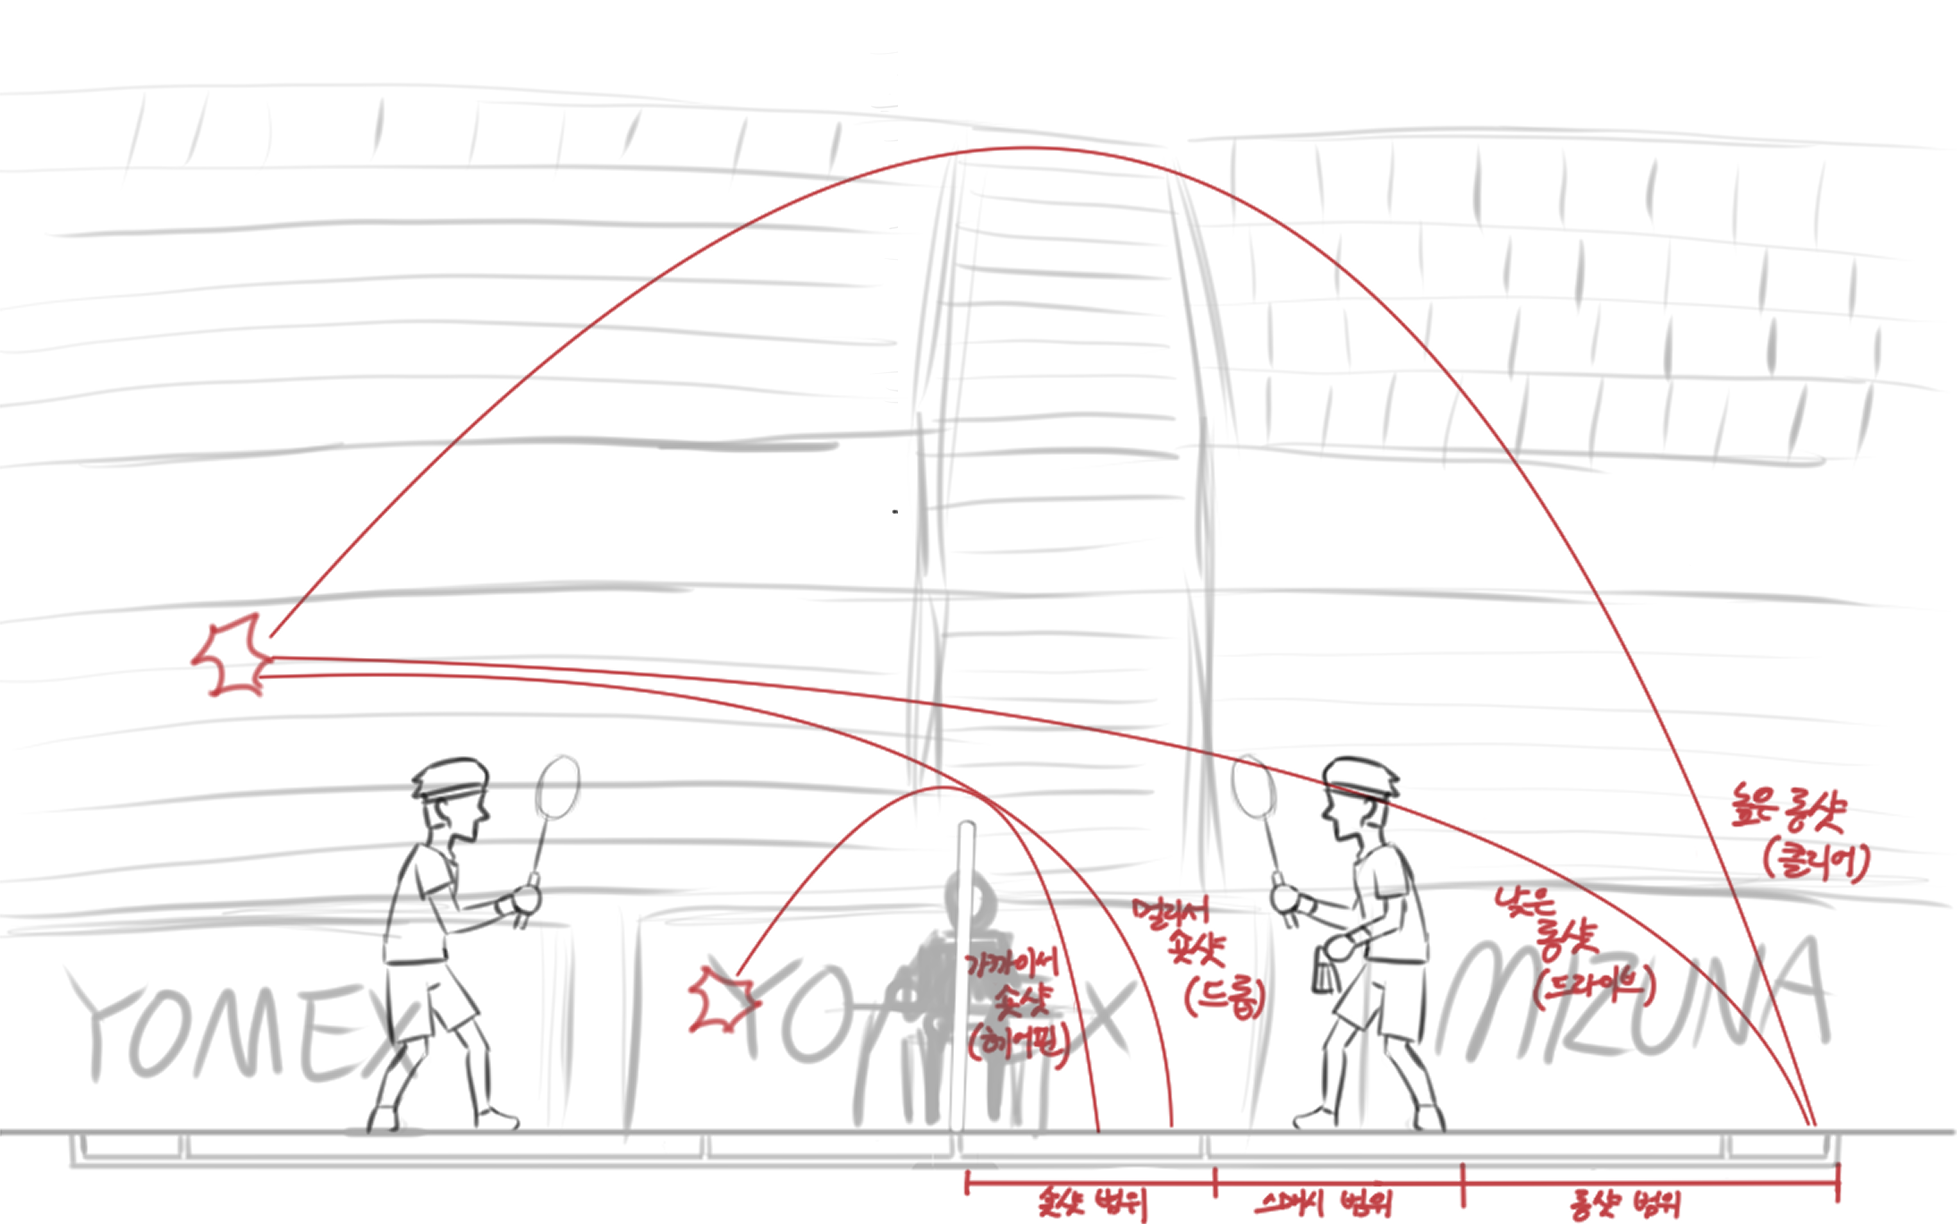 높은 롱샷
(클리어)
낮은
롱샷
(드라이브)
멀리서
숏샷
(드롭)
가까이서
숏샷
(헤어핀)
YOMEX
YO
X
MIZUNA
숏샷 범위
스매시 범위
롱샷 범위